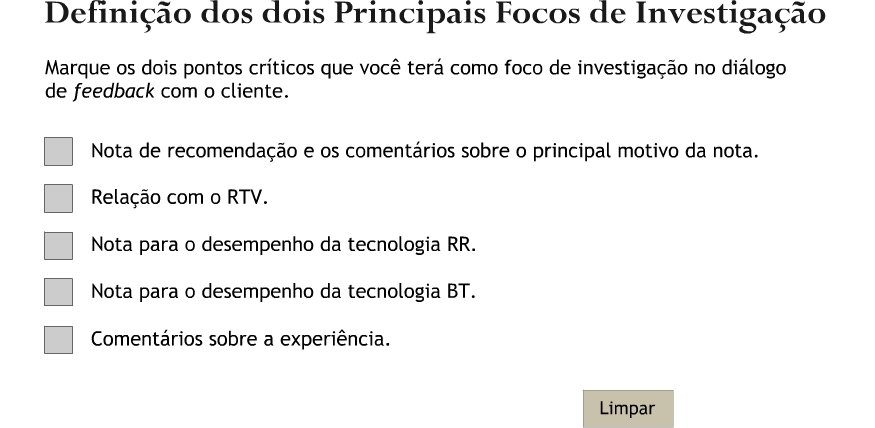 Definição dos dois Principais Focos de Investigação
Marque os dois pontos críticos que você terá como foco de investigação no diálogo
de feedback com o cliente.
Nota de recomendação e os comentários sobre o principal motivo da nota.
Relação com o RTV.
Nota para o desempenho da tecnologia RR.
Nota para o desempenho da tecnologia BT.
Comentários sobre a experiência.
Limpar